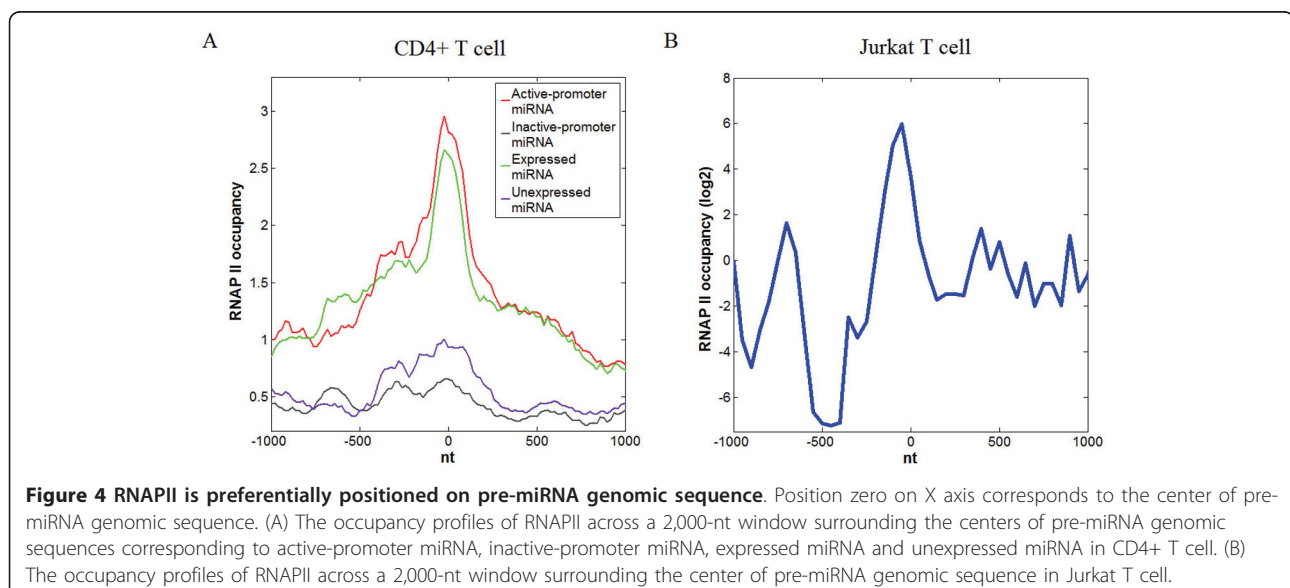 A
CD4+ T cell
RNAP II occupancy
3
2.5
2
1.5
1
0.5
-1000
-500
0
500
1000
nt
Active-promoter
miRNA
Inactive-promoter
miRNA
Expressed
miRNA
Unexpressed
miRNA
B
Jurkat T cell
RNAP II occupancy (log2)
8
6
4
2
0
-2
-4
-6
-1000
-500
0
500
1000
nt
Figure 4 RNAPII is preferentially positioned on pre-miRNA genomic sequence. Position zero on X axis corresponds to the center of pre-
miRNA genomic sequence. (A) The occupancy profiles of RNAPII across a 2,000-nt window surrounding the centers of pre-miRNA genomic
sequences corresponding to active-promoter miRNA, inactive-promoter miRNA, expressed miRNA and unexpressed miRNA in CD4+ T cell. (B)
The occupancy profiles of RNAPII across a 2,000-nt window surrounding the center of pre-miRNA genomic sequence in Jurkat T cell.